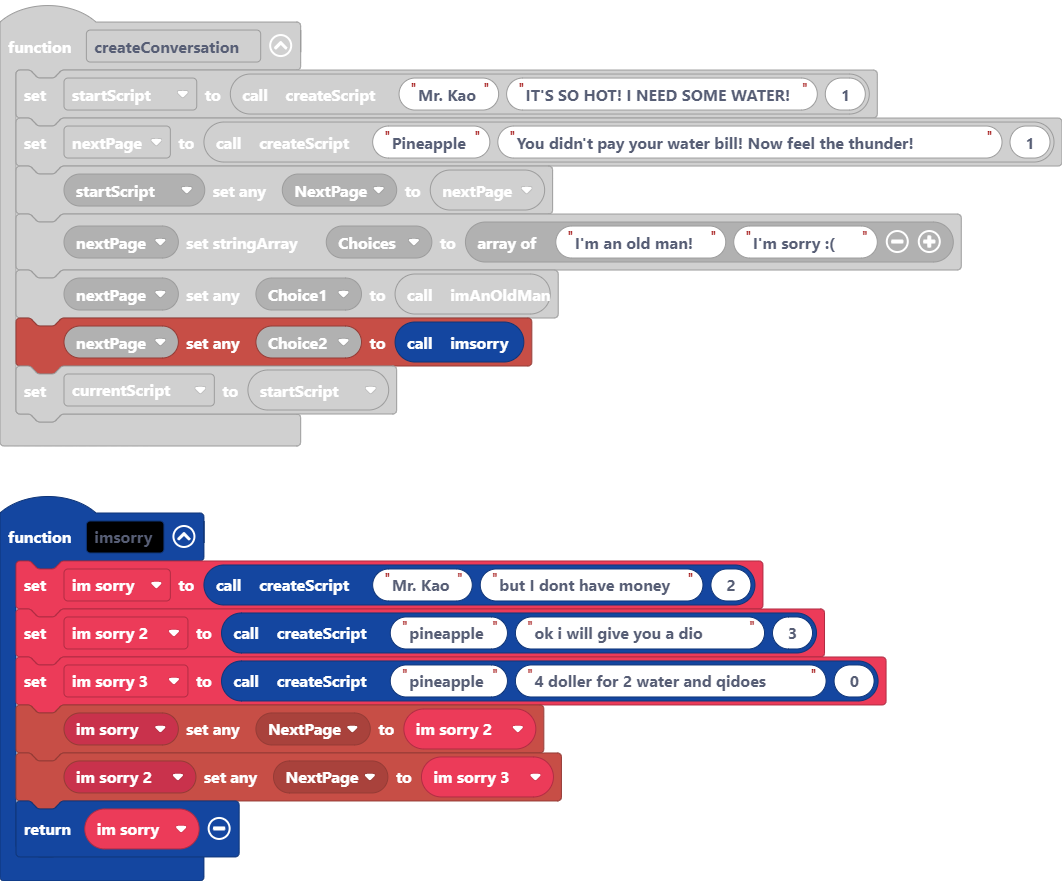 function createConversation
set startScript to call createScript "Mr. Kao" "IT'S SO HOT! I NEED SOME WATER!" 1
set nextPage to call createScript "Pineapple" "You didn't pay your water bill! Now feel the thunder!" 1
startScript set any NextPage to nextPage
nextPage set stringArray Choices to array of "I'm an old man!" "I'm sorry :("
nextPage set any Choice1 to call imAnOldMan
nextPage set any Choice2 to call imsorry
set currentScript to startScript
function imsorry
set im sorry to call createScript "Mr. Kao" "but I dont have money" 2
set im sorry 2 to call createScript "pineapple" "ok i will give you a dio" 3
set im sorry 3 to call createScript "pineapple" "4 doller for 2 water and qidoes" 0
im sorry set any NextPage to im sorry 2
im sorry 2 set any NextPage to im sorry 3
return im sorry